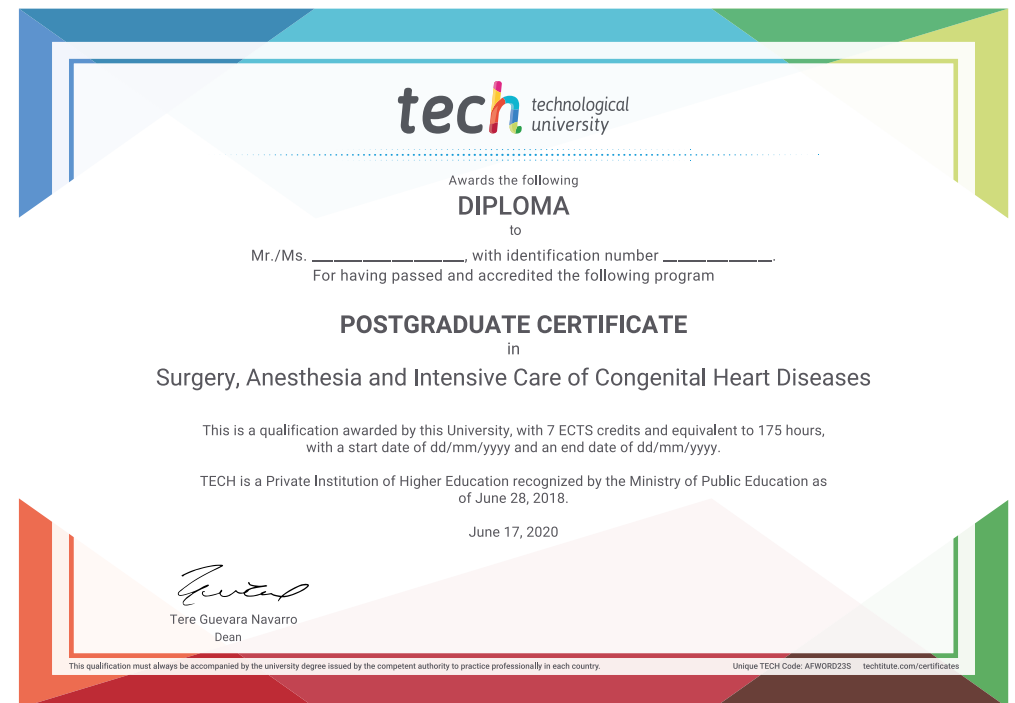 tech technological
university
Awards the following
DIPLOMA
to
Mr./Ms. ____________________, with identification number ______________.
For having passed and accredited the following program
POSTGRADUATE CERTIFICATE
in
Surgery, Anesthesia and Intensive Care of Congenital Heart Diseases
This is a qualification awarded by this University, with 7 ECTS credits and equivalent to 175 hours,
with a start date of dd/mm/yyyy and an end date of dd/mm/yyyy.
TECH is a Private Institution of Higher Education recognized by the Ministry of Public Education as
of June 28, 2018.
June 17, 2020
Tere Guevara Navarro
Dean
This qualification must always be accompanied by the university degree issued by the competent authority to practice professionally in each country.
Unique TECH Code: AFWORD23S techtitute.com/certificates